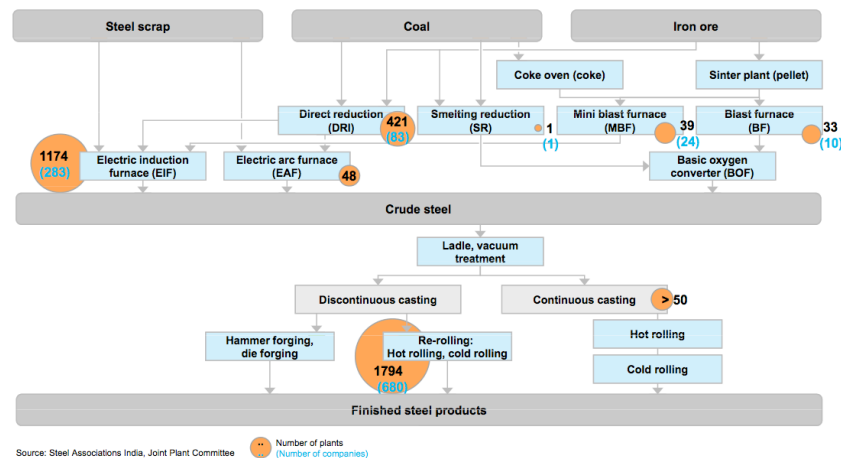 Steel scrap
Coal
Iron ore
Coke oven (coke)
Sinter plant (pellet)
Direct reduction
(DRI)
421
(83)
Smelting reduction
(SR)
1
(1)
Mini blast furnace
(MBF)
39
(24)
Blast furnace
(BF)
33
(10)
1174
(283)
Electric induction
furnace (EIF)
Electric arc furnace
(EAF)
48
Basic oxygen
converter (BOF)
Crude steel
Ladle, vacuum
treatment
Discontinuous casting
Continuous casting
> 50
Hammer forging,
die forging
Re-rolling:
Hot rolling, cold rolling
1794
(680)
Hot rolling
Cold rolling
Finished steel products
Source: Steel Associations India, Joint Plant Committee
Number of plants
(Number of companies)